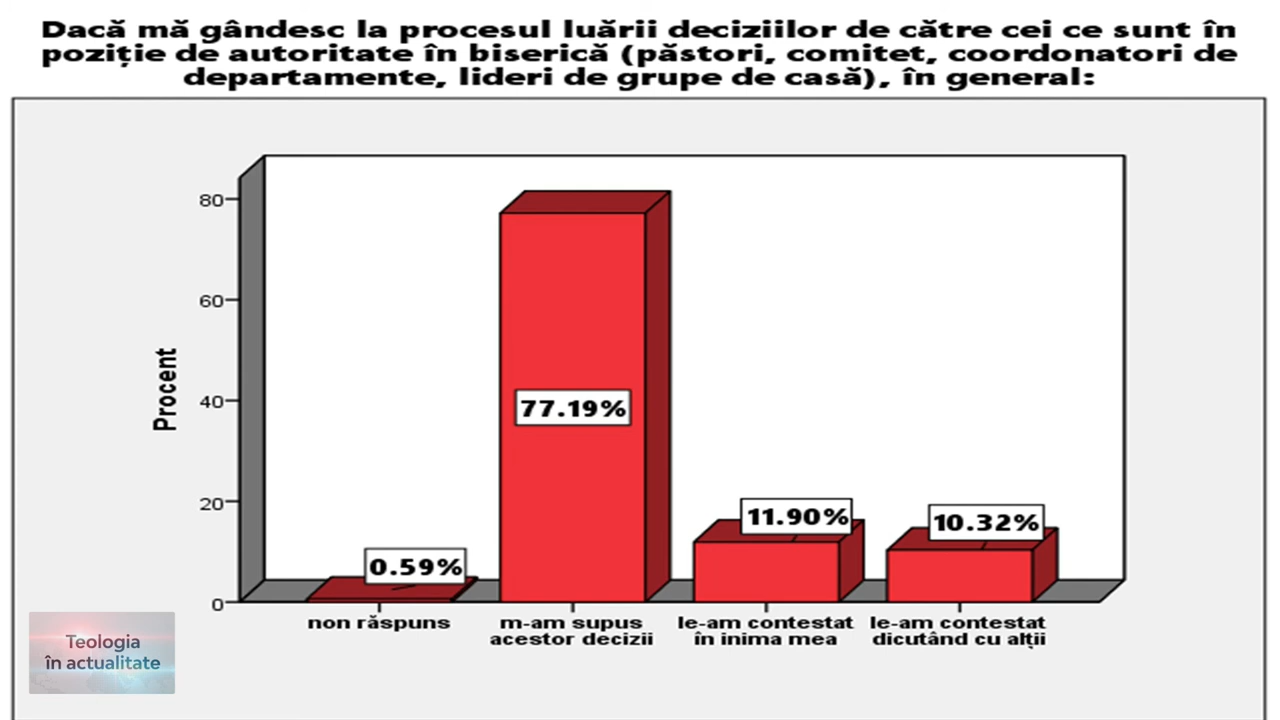 Dacă mă gândesc la procesul luării deciziilor de către cei ce sunt în
poziție de autoritate în biserică (păstori, comitet, coordonatori de
departamente, lideri de grupe de casă), în general:
80
60
40
20
0
Procent
0.59%
77.19%
11.90%
10.32%
non răspuns
m-am supus
acestor decizii
le-am contestat
în inima mea
le-am contestat
dicutând cu alții
Teologia
în actualitate